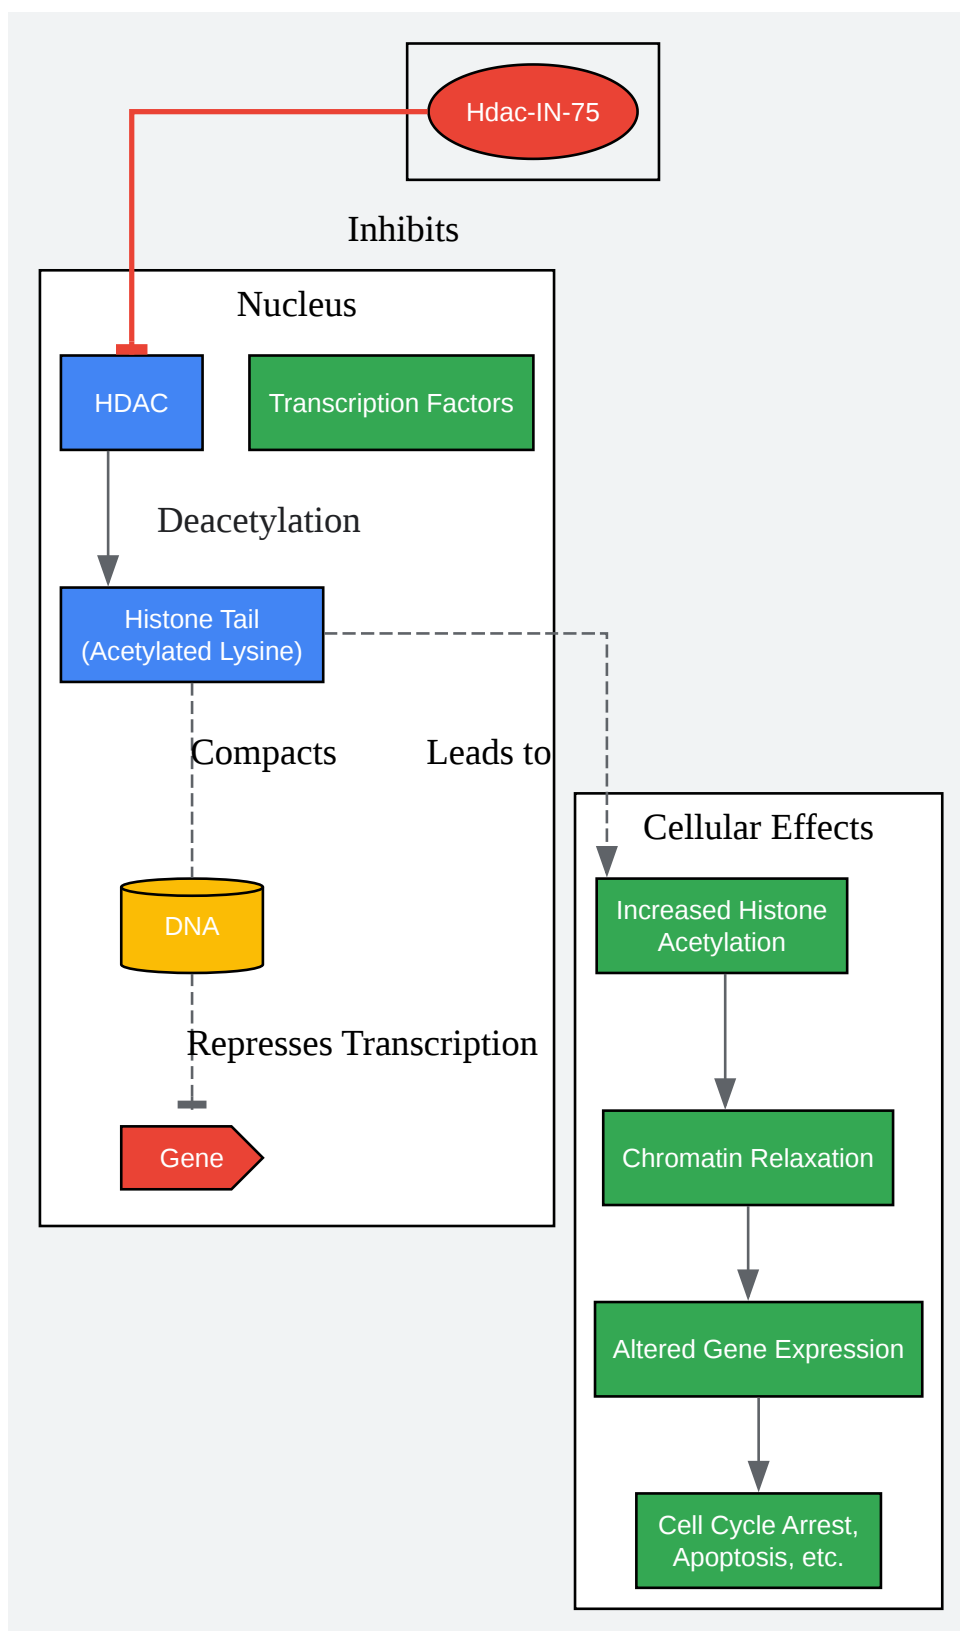 Hdac-IN-75
Inhibits
Nucleus
HDAC
Transcription Factors
Deacetylation
Histone Tail
(Acetylated Lysine)
Compacts
Leads to
Cellular Effects
DNA
Increased Histone
Acetylation
Represses Transcription
Gene
Chromatin Relaxation
Altered Gene Expression
Cell Cycle Arrest,
Apoptosis, etc.